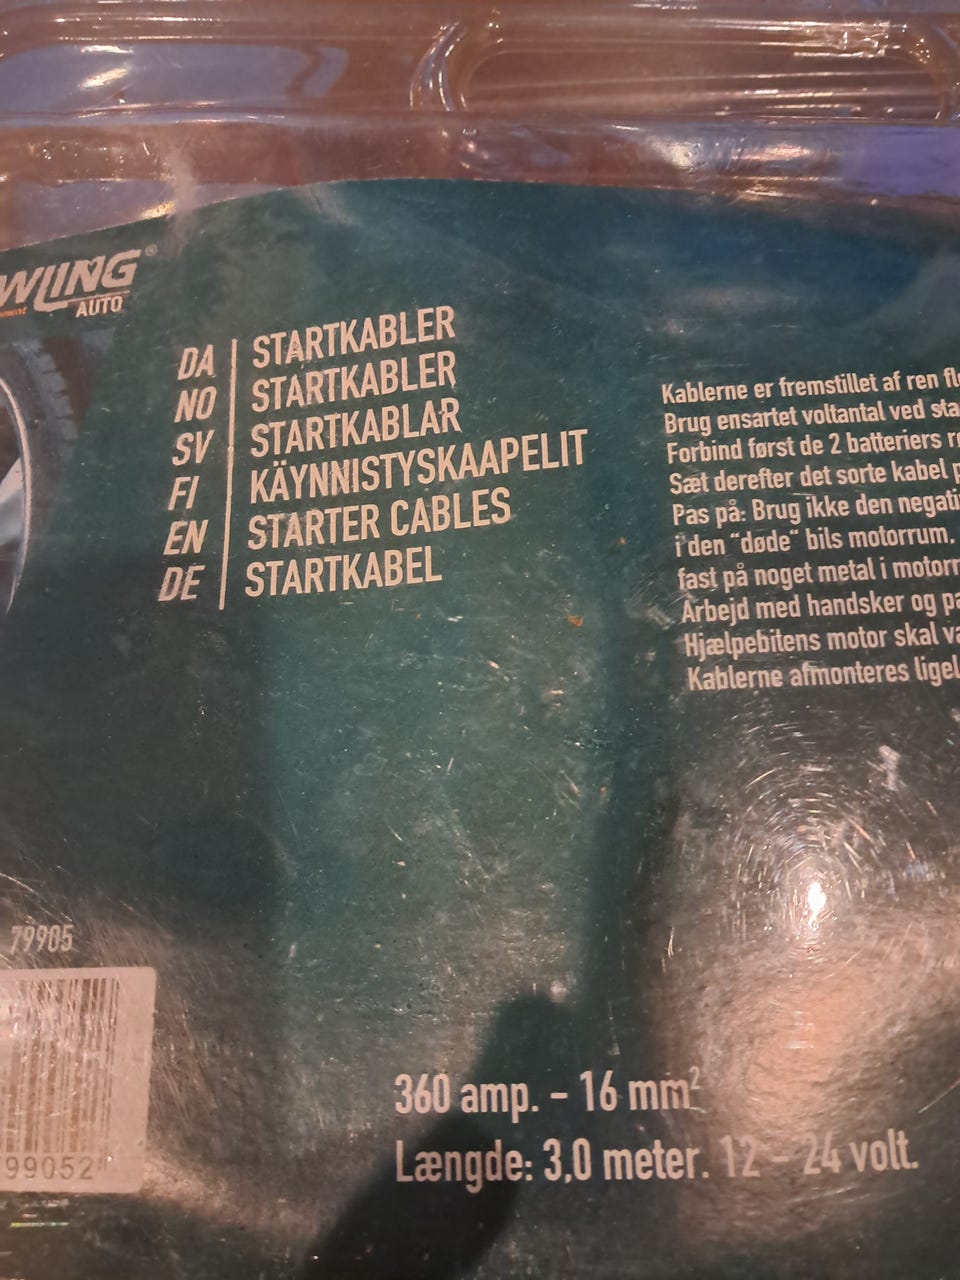 WLING®
AUTO
DA STARTKABLER
NO STARTKABLER
SV STARTKABLAR
FI KÄYNNISTYSKAAPELIT
EN STARTER CABLES
DE STARTKABEL
Kablerne er fremstillet af ren
Brug ensartet voltantal ved
Forbind først de 2 batteriers
Sæt derefter det sorte kabel
Pas på: Brug ikke den
i den "døde" bils motorrum.
fast på noget metal i
Arbejd med handsker og
Hjælpebitens motor skal
Kablerne afmonteres
79905
99052
360 amp. - 16 mm²
Længde: 3,0 meter. 12 - 24 volt.